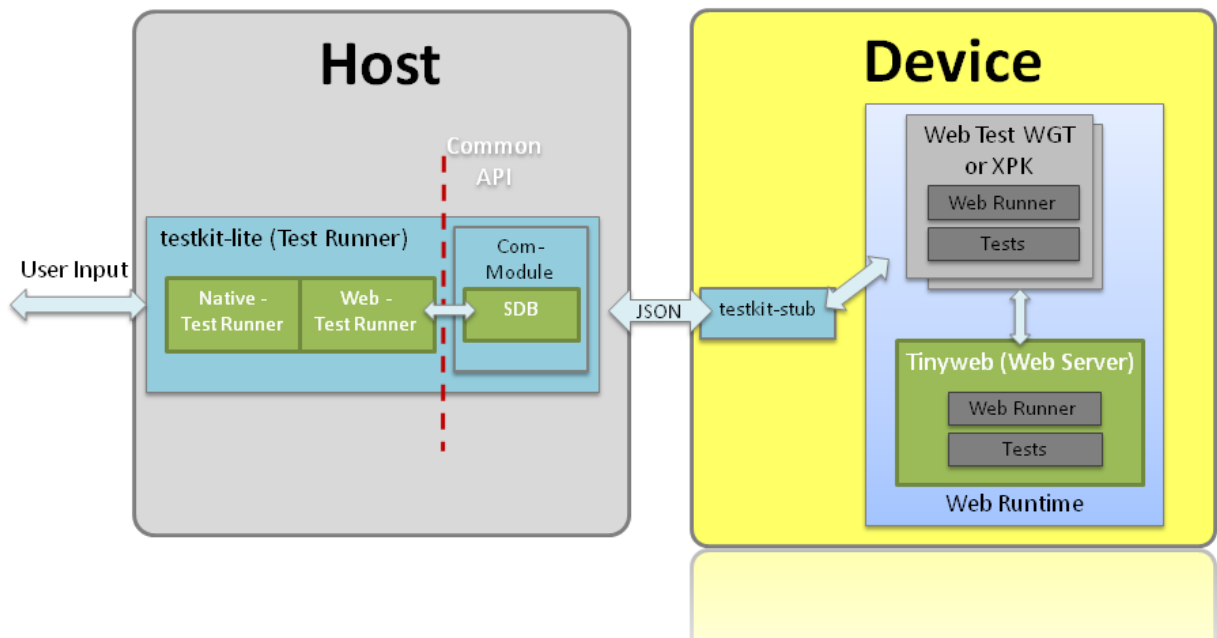 Host
Device
Common
API
Web Test WGT
or XPK
Web Runner
Tests
testkit-lite (Test Runner)
Com-
Module
SDB
User Input
Native -
Test Runner
Web -
Test Runner
JSON
testkit-stub
Tinyweb (Web Server)
Web Runner
Tests
Web Runtime